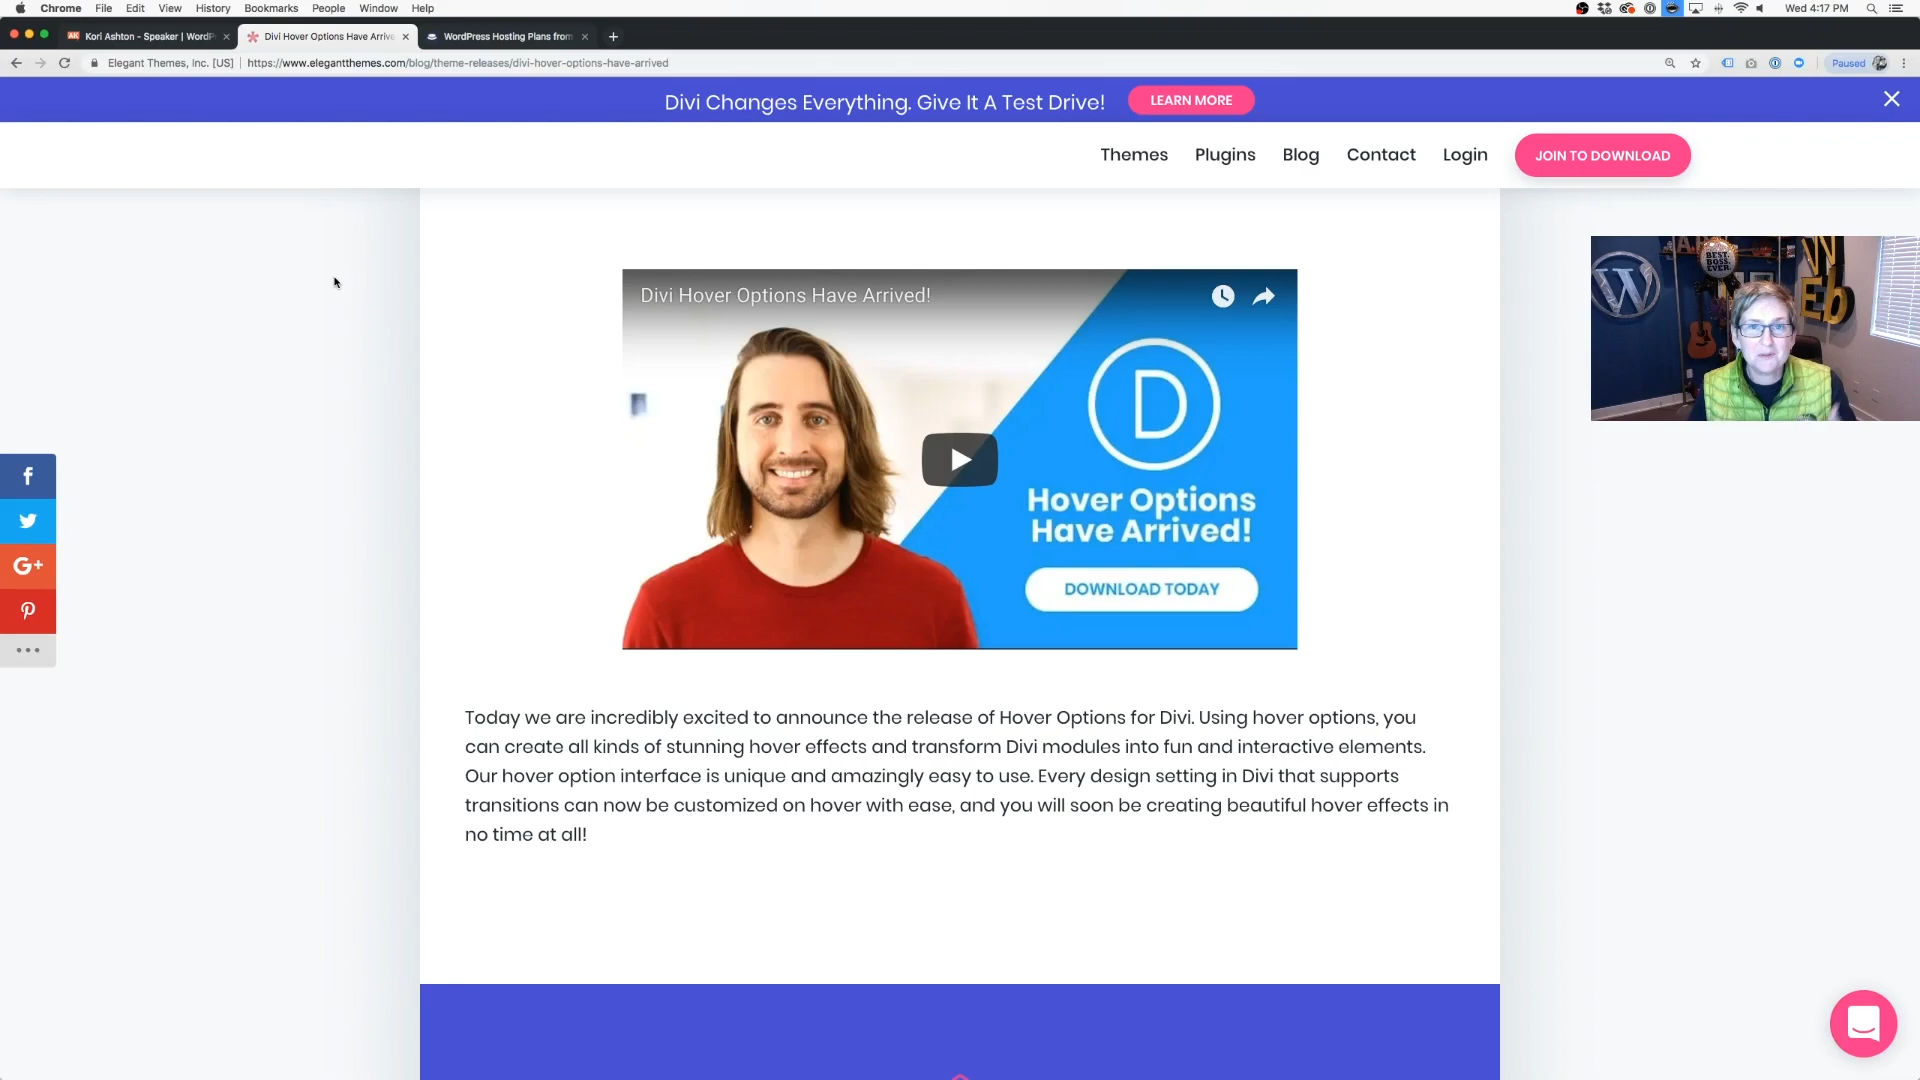 Chrome File Edit View History Bookmarks People Window Help Wed 4:17 PM
Kori Ashton - Speaker | WordP Divi Hover Options Have Arrive WordPress Hosting Plans from
Elegant Themes, Inc. [US] https://www.elegantthemes.com/blog/theme-releases/divi-hover-options-have-arrived Paused
Divi Changes Everything. Give It A Test Drive! LEARN MORE
Themes Plugins Blog Contact Login JOIN TO DOWNLOAD
Divi Hover Options Have Arrived!
BEST.
BOSS.
EVER.
D
Hover Options
Have Arrived!
DOWNLOAD TODAY
Today we are incredibly excited to announce the release of Hover Options for Divi. Using hover options, you
can create all kinds of stunning hover effects and transform Divi modules into fun and interactive elements.
Our hover option interface is unique and amazingly easy to use. Every design setting in Divi that supports
transitions can now be customized on hover with ease, and you will soon be creating beautiful hover effects in
no time at all!